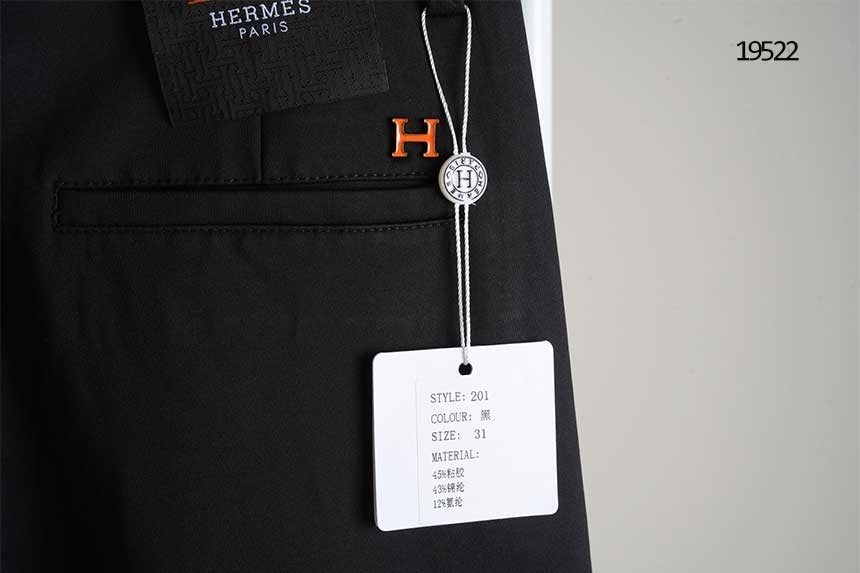 HERMES
PARIS
19522
H
H
STYLE: 201
COLOUR: 黑
SIZE: 31
MATERIAL:
45%粘胶
43%锦纶
12%氨纶